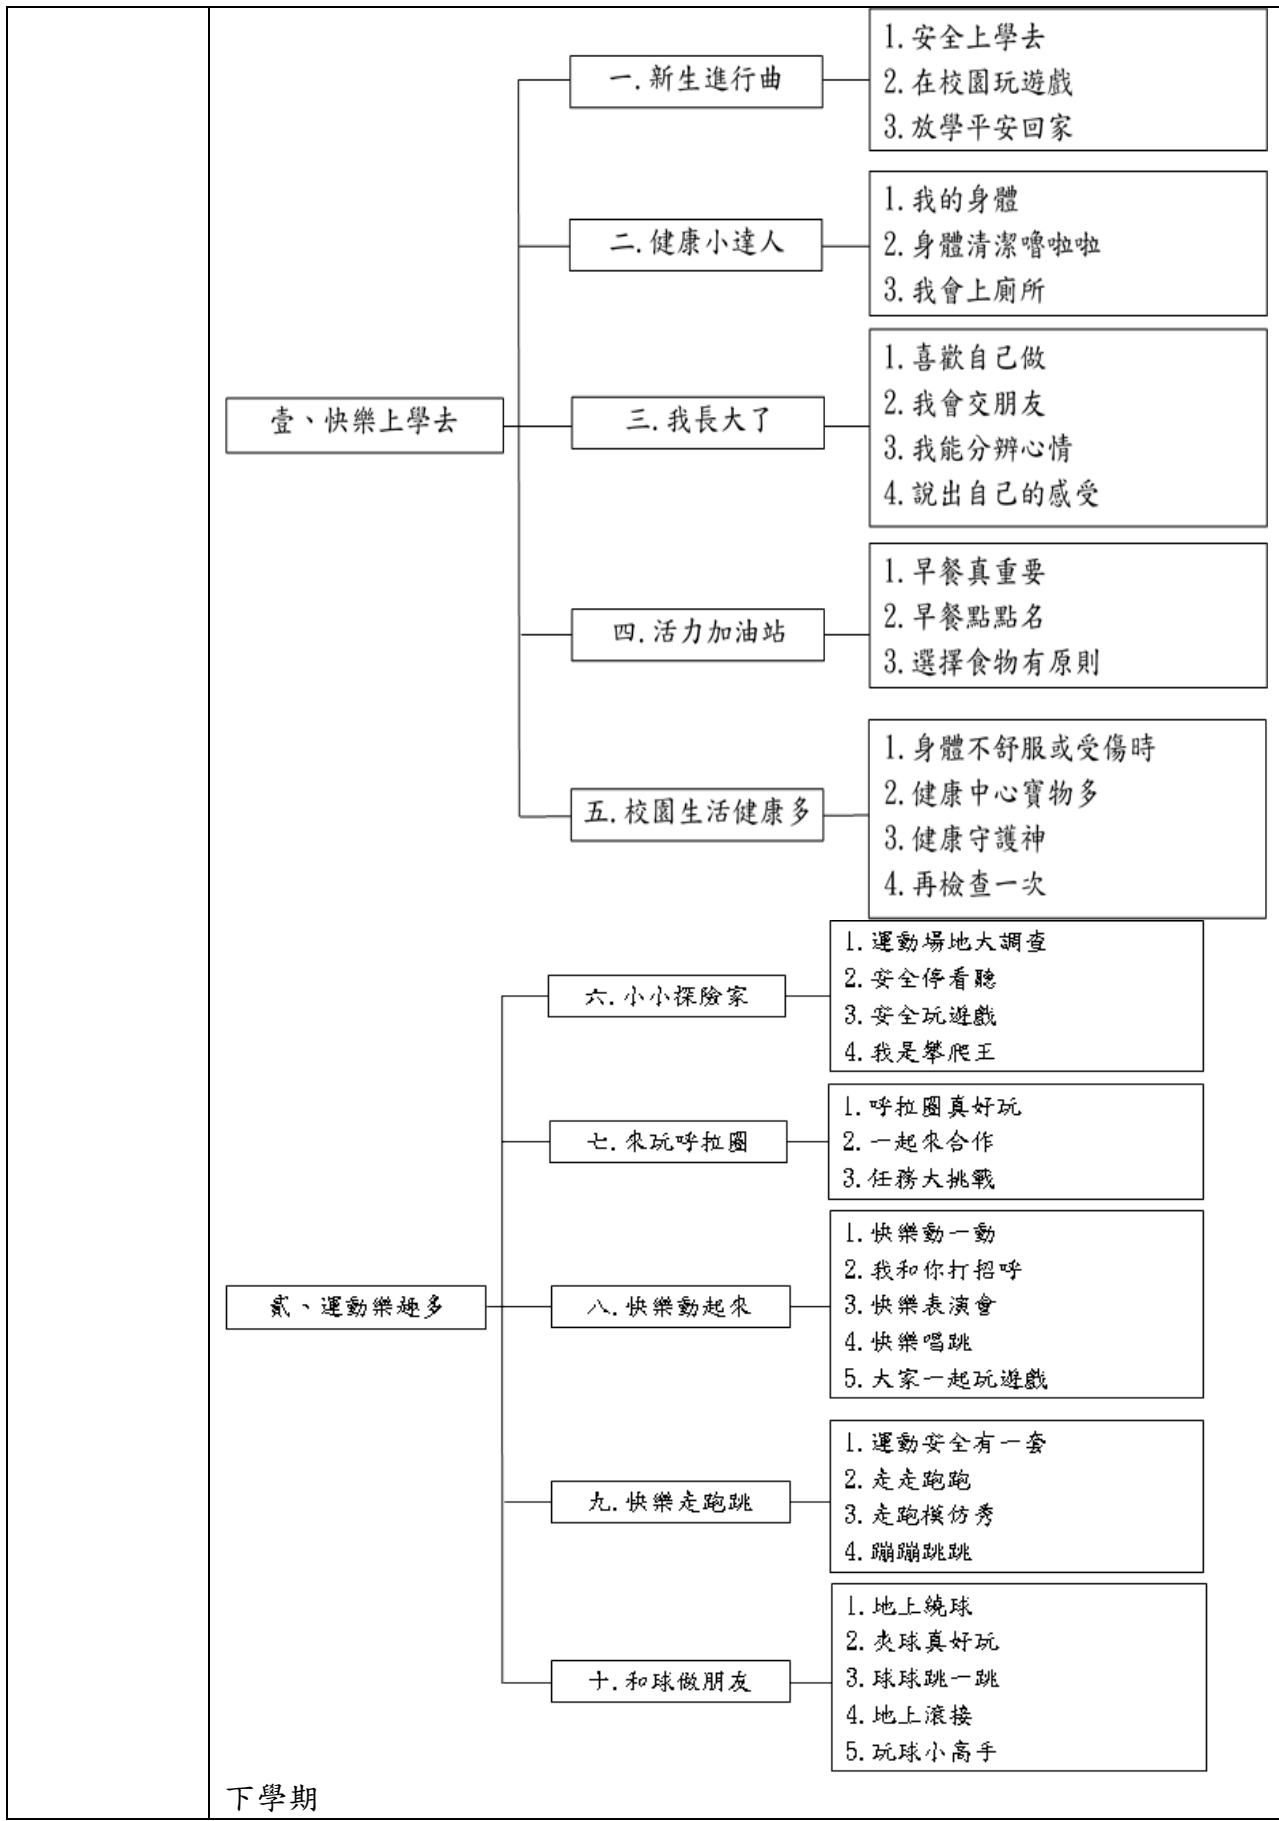 壹、快樂上學去
一.新生進行曲
1.安全上學去
2.在校園玩遊戲
3.放學平安回家
二.健康小達人
1.我的身體
2.身體清潔嚕啦啦
3.我會上廁所
三.我長大了
1.喜歡自己做
2.我會交朋友
3.我能分辨心情
4.說出自己的感受
四.活力加油站
1.早餐真重要
2.早餐點點名
3.選擇食物有原則
五.校園生活健康多
1.身體不舒服或受傷時
2.健康中心寶物多
3.健康守護神
4.再檢查一次
貳、運動樂趣多
六.小小探險家
1.運動場地大調查
2.安全停看聽
3.安全玩遊戲
4.我是攀爬王
七.來玩呼拉圈
1.呼拉圈真好玩
2.一起來合作
3.任務大挑戰
八.快樂動起來
1.快樂動一動
2.我和你打招呼
3.快樂表演會
4.快樂唱跳
5.大家一起玩遊戲
九.快樂走跑跳
1.運動安全有一套
2.走走跑跑
3.走跑模仿秀
4.蹦蹦跳跳
十.和球做朋友
1.地上繞球
2.夾球真好玩
3.球球跳一跳
4.地上滾接
5.玩球小高手
下學期